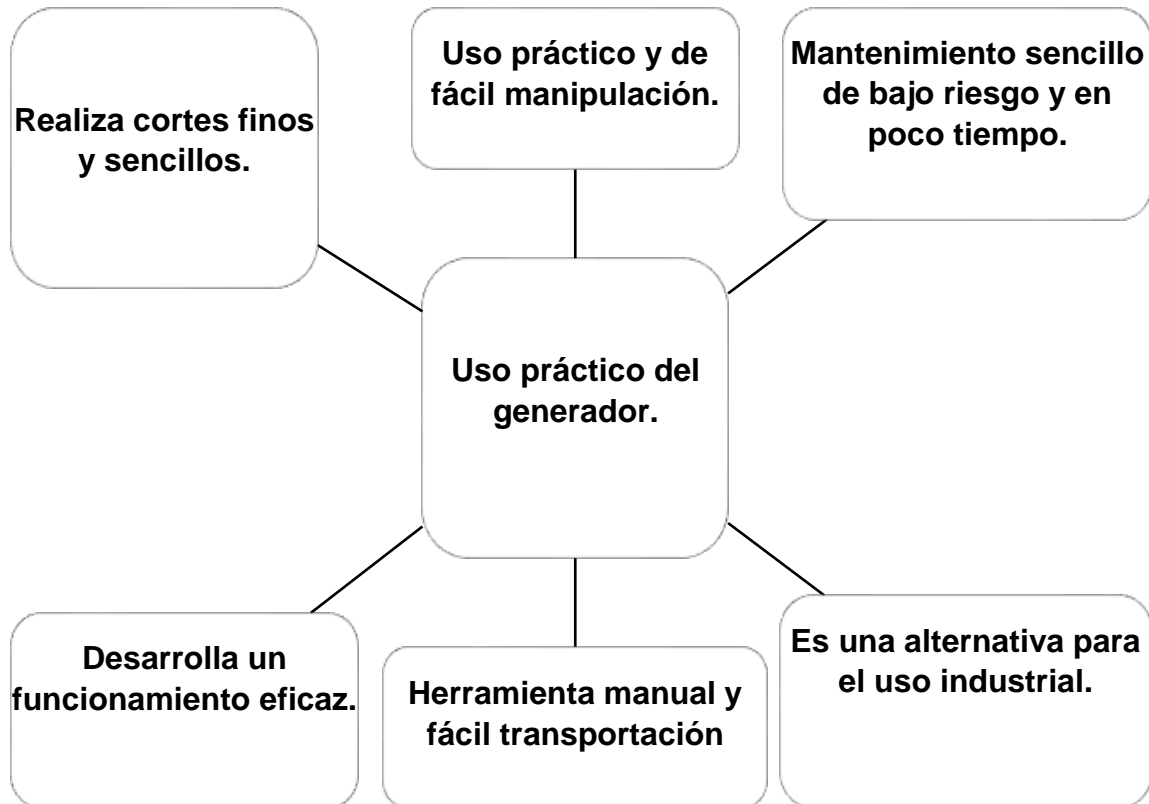 Realiza cortes finos
y sencillos.
Uso práctico y de
fácil manipulación.
Mantenimiento sencillo
de bajo riesgo y en
poco tiempo.
Uso práctico del
generador.
Desarrolla un
funcionamiento eficaz.
Herramienta manual y
fácil transportación
Es una alternativa para
el uso industrial.